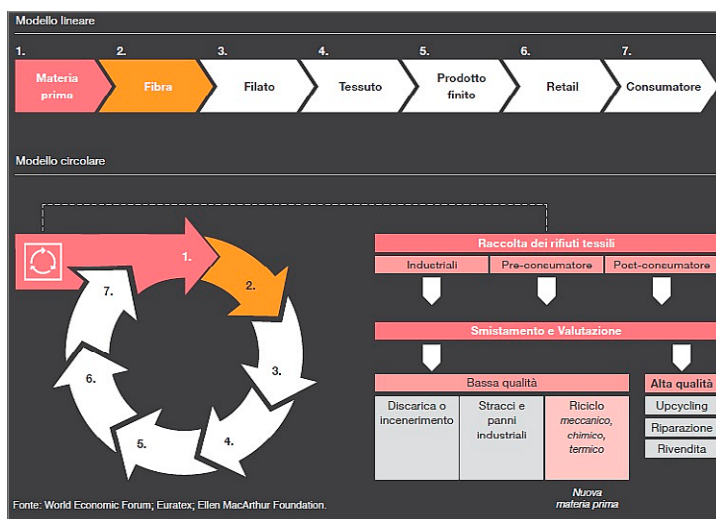 Modello lineare
1. 2. 3. 4. 5. 6. 7.
Materia
prima
Fibra
Filato
Tessuto
Prodotto
finito
Retail
Consumatore
Modello circolare
1.
2.
3.
4.
5.
6.
7.
Raccolta dei rifiuti tessili
Industriali
Pre-consumatore
Post-consumatore
Smistamento e Valutazione
Bassa qualità
Discarica o
incenerimento
Stracci e
panni
industriali
Riciclo
meccanico,
chimico,
termico
Nuova
materia prima
Alta qualità
Upcycling
Riparazione
Rivendita
Fonte: World Economic Forum; Euratex; Ellen MacArthur Foundation.